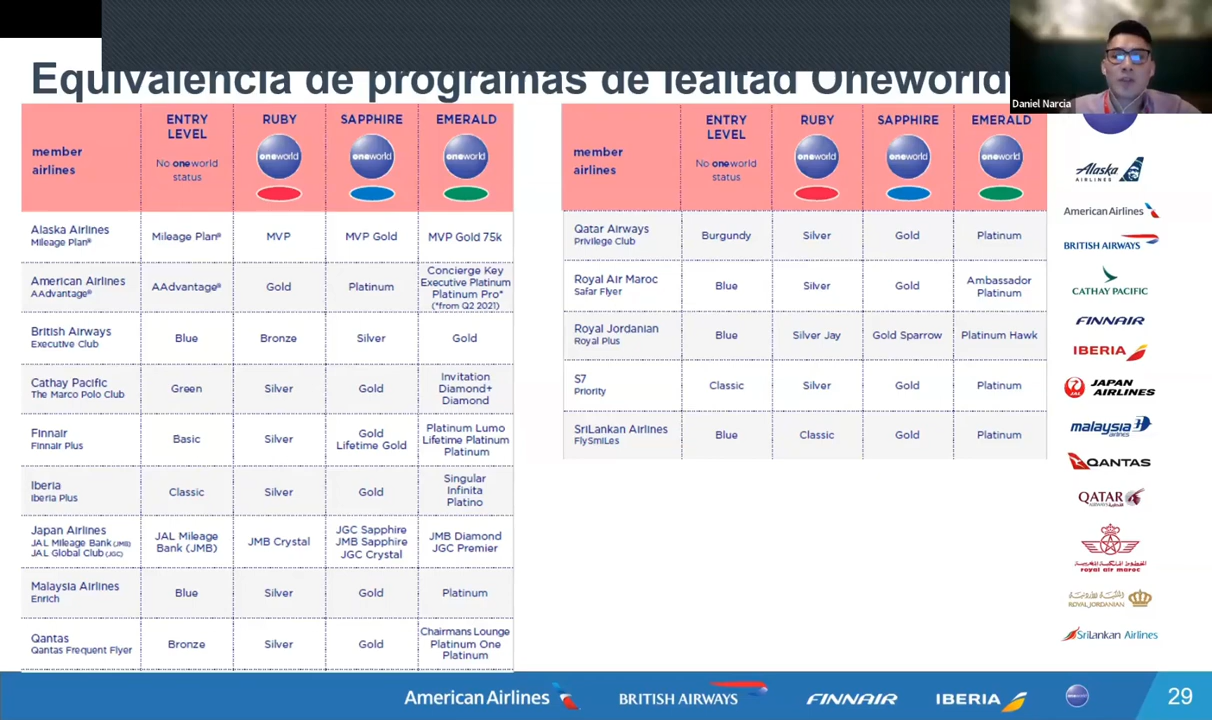 Equivalencia de programas de lealtad Oneworld
Daniel Narcia
member airlines
ENTRY LEVEL
No oneworld status
RUBY
oneworld
SAPPHIRE
oneworld
EMERALD
oneworld
Alaska Airlines
Mileage Plan®
Mileage Plan®
MVP
MVP Gold
MVP Gold 75k
American Airlines
AAdvantage®
AAdvantage®
Gold
Platinum
Concierge Key
Executive Platinum
Platinum Pro*
(*from Q2 2021)
British Airways
Executive Club
Blue
Bronze
Silver
Gold
Cathay Pacific
The Marco Polo Club
Green
Silver
Gold
Invitation
Diamond+
Diamond
Finnair
Finnair Plus
Basic
Silver
Gold
Lifetime Gold
Platinum Lumo
Lifetime Platinum
Platinum
Iberia
Iberia Plus
Classic
Silver
Gold
Singular
Infinita
Platino
Japan Airlines
JAL Mileage Bank (JMB)
JAL Global Club (JGC)
JAL Mileage
Bank (JMB)
JMB Crystal
JGC Sapphire
JMB Sapphire
JGC Crystal
JMB Diamond
JGC Premier
Malaysia Airlines
Enrich
Blue
Silver
Gold
Platinum
Qantas
Qantas Frequent Flyer
Bronze
Silver
Gold
Chairmans Lounge
Platinum One
Platinum
member airlines
ENTRY LEVEL
No oneworld status
RUBY
oneworld
SAPPHIRE
oneworld
EMERALD
oneworld
Qatar Airways
Privilege Club
Burgundy
Silver
Gold
Platinum
Royal Air Maroc
Safar Flyer
Blue
Silver
Gold
Ambassador
Platinum
Royal Jordanian
Royal Plus
Blue
Silver Jay
Gold Sparrow
Platinum Hawk
S7
Priority
Classic
Silver
Gold
Platinum
SriLankan Airlines
FlySmiLes
Blue
Classic
Gold
Platinum
Alaska
AIRLINES
American Airlines
BRITISH AIRWAYS
CATHAY PACIFIC
FINNAIR
IBERIA
JAL
JAPAN
AIRLINES
malaysia
airlines
QANTAS
QATAR
AIRWAYS القطرية
الخطوط الملكية المغربية
royal air maroc
الملكية الأردنية
ROYAL JORDANIAN
SriLankan Airlines
American Airlines
BRITISH AIRWAYS
FINNAIR
IBERIA
oneworld
29